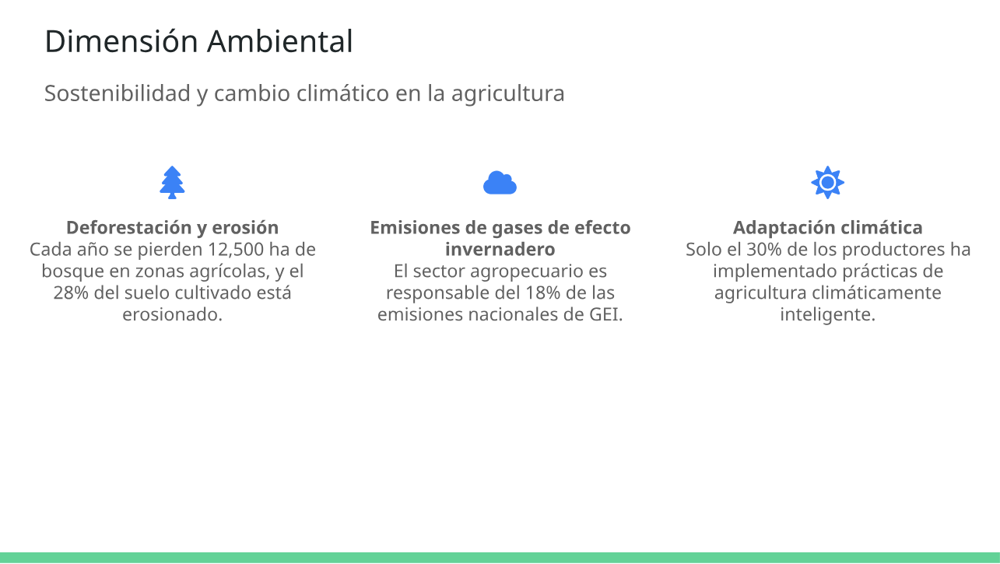 Dimensión Ambiental
Sostenibilidad y cambio climático en la agricultura
Deforestación y erosión
Cada año se pierden 12,500 ha de
bosque en zonas agrícolas, y el
28% del suelo cultivado está
erosionado.
Emisiones de gases de efecto
invernadero
El sector agropecuario es
responsable del 18% de las
emisiones nacionales de GEI.
Adaptación climática
Solo el 30% de los productores ha
implementado prácticas de
agricultura climáticamente
inteligente.